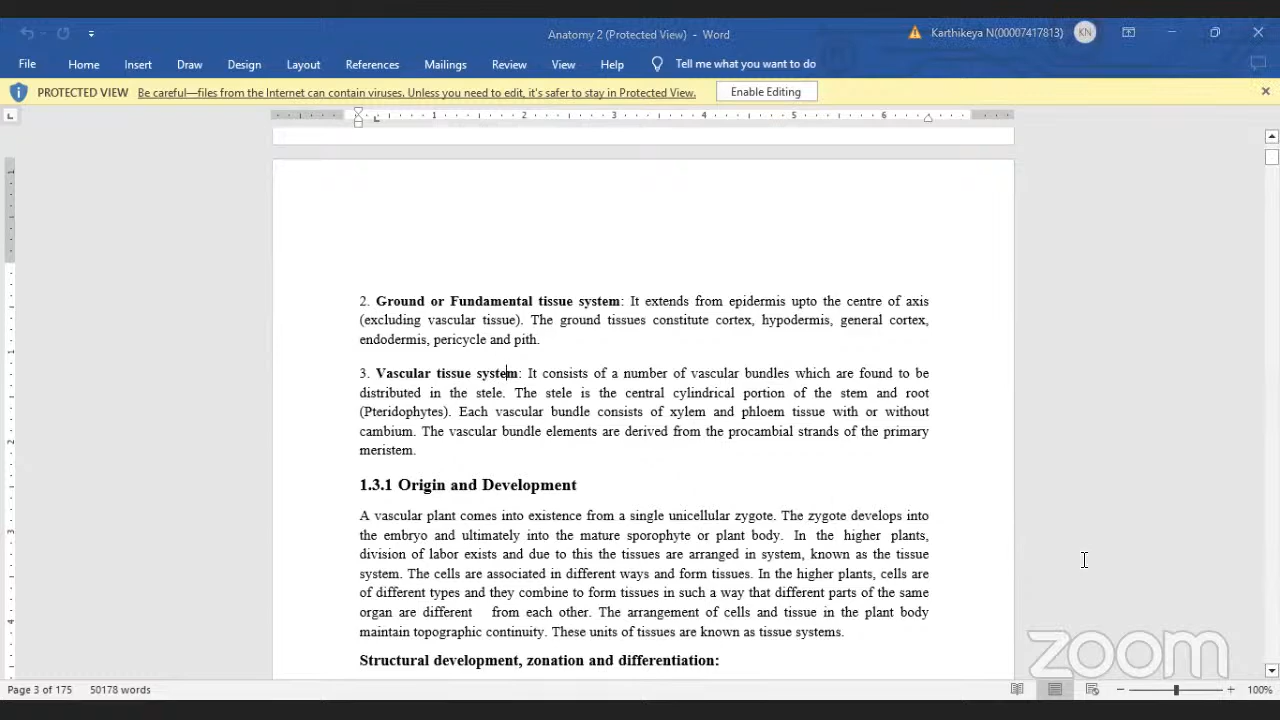 Anatomy 2 (Protected View) - Word
Karthikeya N(00007417813) KN
File Home Insert Draw Design Layout References Mailings Review View Help Tell me what you want to do
PROTECTED VIEW Be careful—files from the Internet can contain viruses. Unless you need to edit, it's safer to stay in Protected View. Enable Editing
1 2 3 4 5 6
2. Ground or Fundamental tissue system: It extends from epidermis upto the centre of axis
(excluding vascular tissue). The ground tissues constitute cortex, hypodermis, general cortex,
endodermis, pericycle and pith.
3. Vascular tissue system: It consists of a number of vascular bundles which are found to be
distributed in the stele. The stele is the central cylindrical portion of the stem and root
(Pteridophytes). Each vascular bundle consists of xylem and phloem tissue with or without
cambium. The vascular bundle elements are derived from the procambial strands of the primary
meristem.
1.3.1 Origin and Development
A vascular plant comes into existence from a single unicellular zygote. The zygote develops into
the embryo and ultimately into the mature sporophyte or plant body. In the higher plants,
division of labor exists and due to this the tissues are arranged in system, known as the tissue
system. The cells are associated in different ways and form tissues. In the higher plants, cells are
of different types and they combine to form tissues in such a way that different parts of the same
organ are different from each other. The arrangement of cells and tissue in the plant body
maintain topographic continuity. These units of tissues are known as tissue systems.
Structural development, zonation and differentiation:
zoom
Page 3 of 175 50178 words
100%